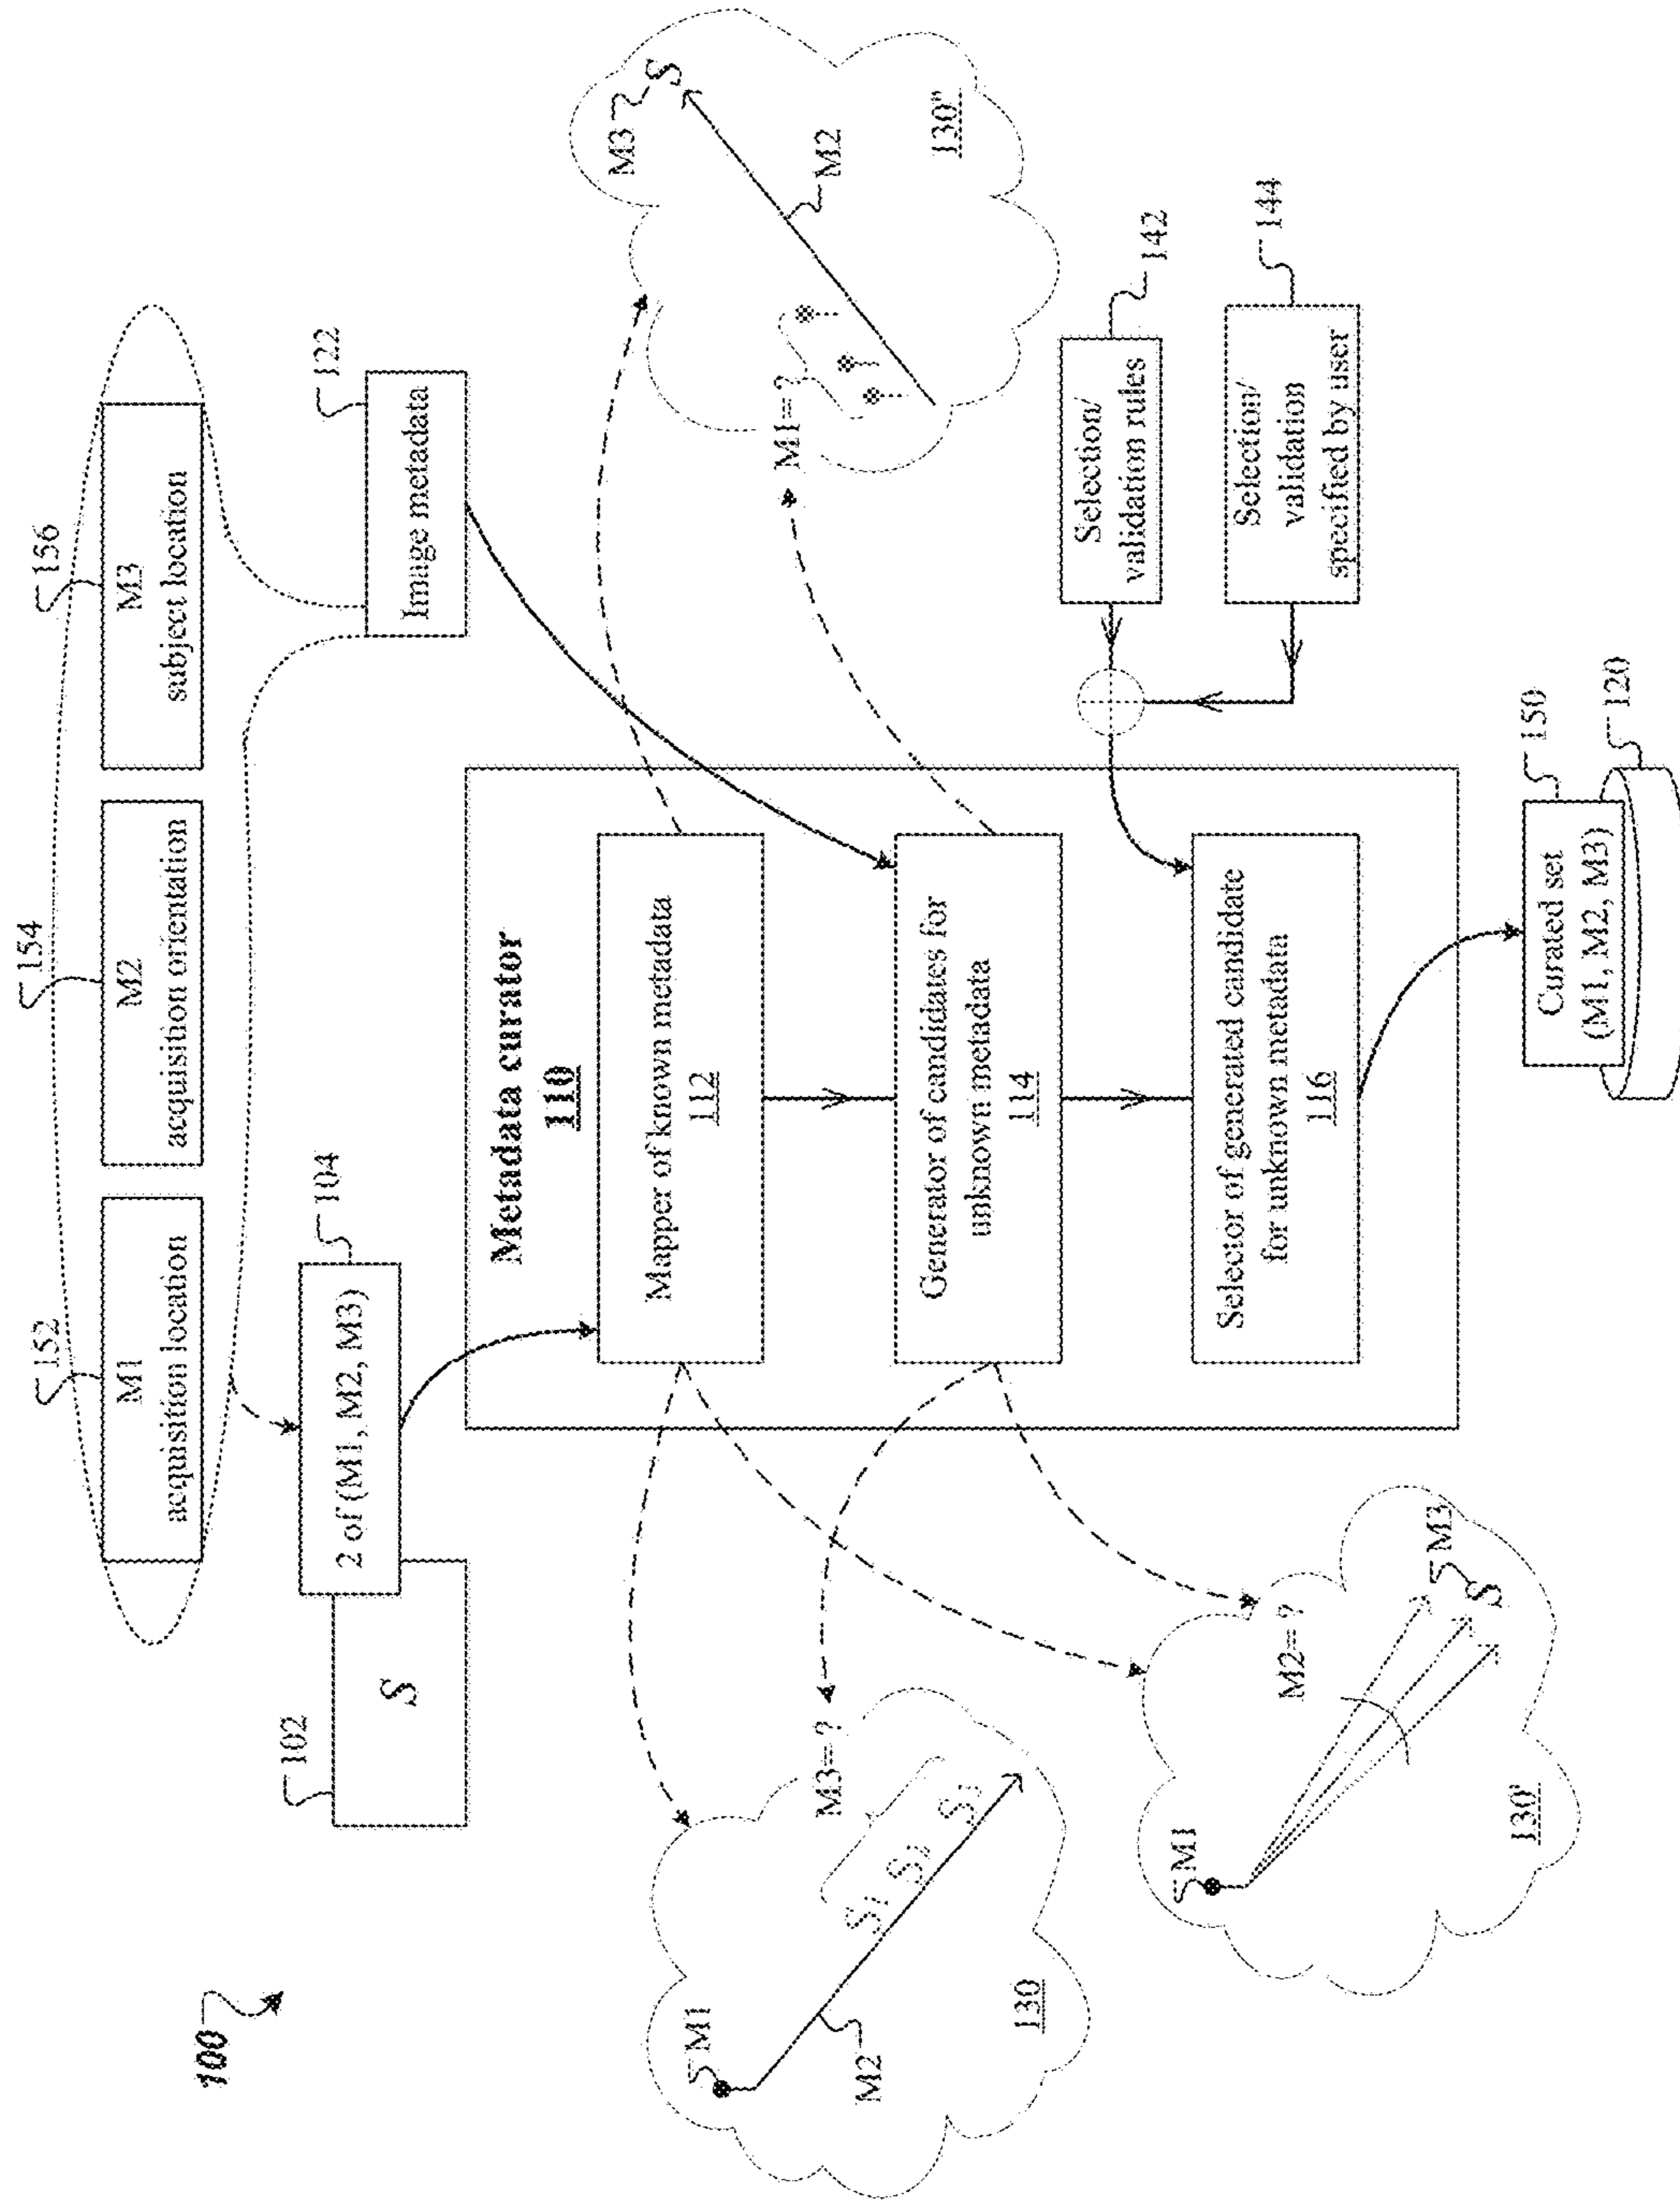 100
152
154
156
M1
acquisition location
M2
acquisition orientation
M3
subject location
102
S
104
2 of (M1, M2, M3)
122
Image metadata
Metadata curator
110
Mapper of known metadata
112
Generator of candidates for
unknown metadata
114
Selector of generated candidate
for unknown metadata
116
M1
M2
M3=?
S1 S2 S3
130
M1
M2=?
M3
S
130'
M1=?
M3
S
M2
130"
Selection/
validation rules
142
Selection/
validation
specified by user
144
Curated set
(M1, M2, M3)
150
120